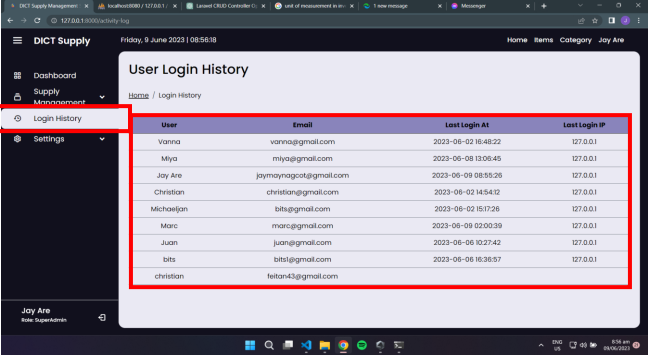 DICT Supply Management
localhost:8080 / 127.0.0.1 /
Laravel CRUD Controller
unit of measurement in inv
1 new message
Messenger
127.0.0.1:8000/activity-log
DICT Supply
Friday, 9 June 2023 | 08:56:18
Home Items Category Jay Are
Dashboard
Supply Management
Login History
Settings
User Login History
Home / Login History
User Email Last Login At Last Login IP
Vanna vanna@gmail.com 2023-06-02 16:48:22 127.0.0.1
Miya miya@gmail.com 2023-06-08 13:06:45 127.0.0.1
Jay Are jaymaynagcot@gmail.com 2023-06-09 08:55:26 127.0.0.1
Christian christian@gmail.com 2023-06-02 14:54:12 127.0.0.1
Michaeljan bits@gmail.com 2023-06-02 15:17:26 127.0.0.1
Marc marc@gmail.com 2023-06-09 02:00:39 127.0.0.1
Juan juan@gmail.com 2023-06-06 10:27:42 127.0.0.1
bits bits1@gmail.com 2023-06-06 16:36:57 127.0.0.1
christian feitan43@gmail.com
Jay Are
Role: SuperAdmin
ENG
US
8:56 am
09/06/2023